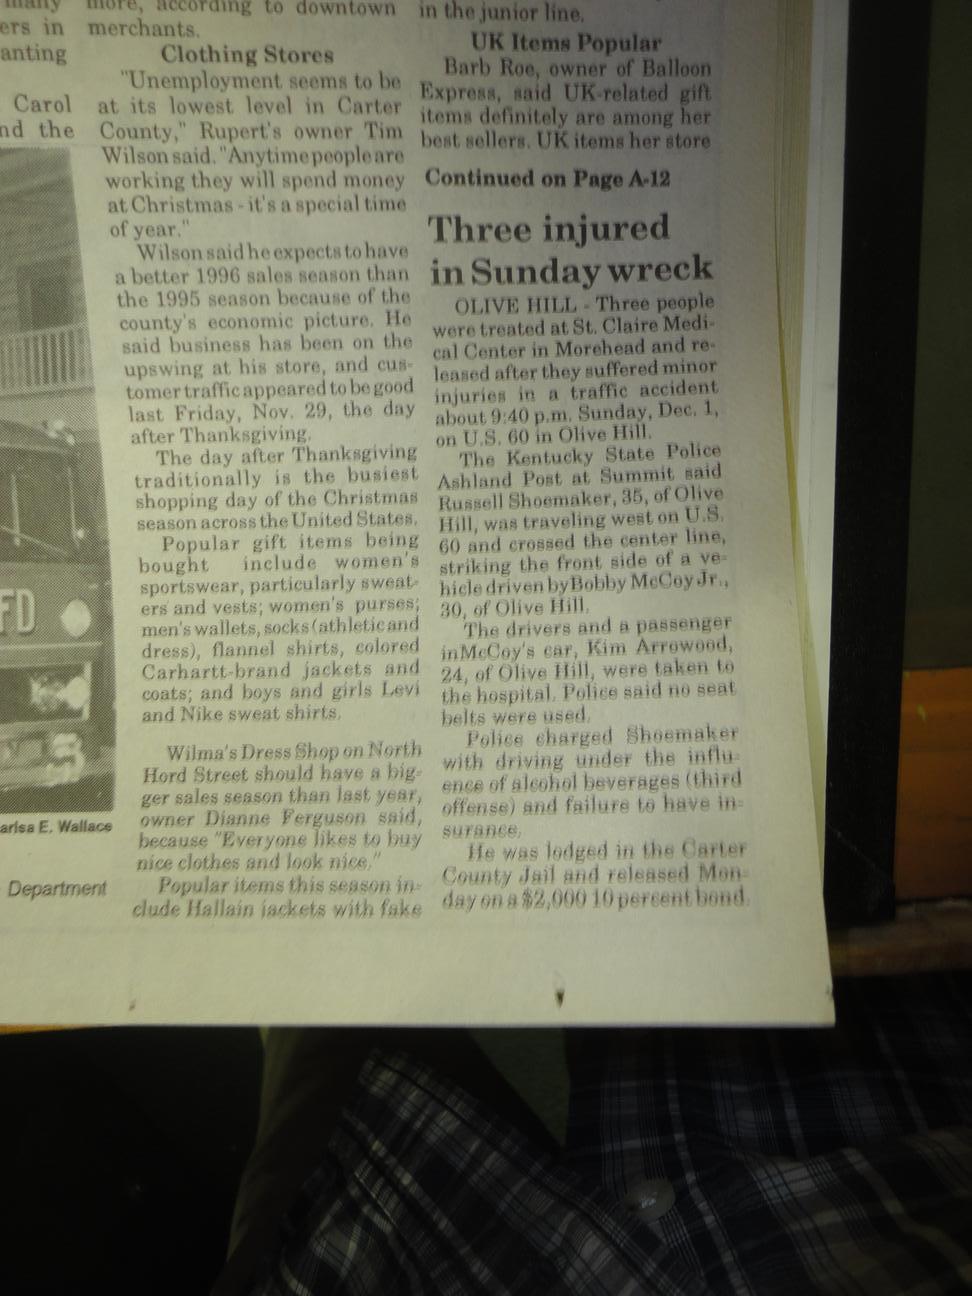 many
ers in
anting
Carol
nd the
FD
arisa E. Wallace
Department
more, according to downtown
merchants.
Clothing Stores
"Unemployment seems to be
at its lowest level in Carter
County," Rupert's owner Tim
Wilson said. "Anytime people are
working they will spend money
at Christmas - it's a special time
of year."
Wilson said he expects to have
a better 1996 sales season than
the 1995 season because of the
county's economic picture. He
said business has been on the
upswing at his store, and cus-
tomer traffic appeared to be good
last Friday, Nov. 29, the day
after Thanksgiving.
The day after Thanksgiving
traditionally is the busiest
shopping day of the Christmas
season across the United States.
Popular gift items being
bought include women's
sportswear, particularly sweat-
ers and vests; women's purses;
men's wallets, socks (athletic and
dress), flannel shirts, colored
Carhartt-brand jackets and
coats; and boys and girls Levi
and Nike sweat shirts.
Wilma's Dress Shop on North
Hord Street should have a big-
ger sales season than last year,
owner Dianne Ferguson said,
because "Everyone likes to buy
nice clothes and look nice."
Popular items this season in-
clude Hallain jackets with fake
in the junior line.
UK Items Popular
Barb Roe, owner of Balloon
Express, said UK-related gift
items definitely are among her
best sellers. UK items her store
Continued on Page A-12
Three injured
in Sunday wreck
OLIVE HILL - Three people
were treated at St. Claire Medi-
cal Center in Morehead and re-
leased after they suffered minor
injuries in a traffic accident
about 9:40 p.m. Sunday, Dec. 1,
on U.S. 60 in Olive Hill.
The Kentucky State Police
Ashland Post at Summit said
Russell Shoemaker, 35, of Olive
Hill, was traveling west on U.S.
60 and crossed the center line,
striking the front side of a ve-
hicle driven by Bobby McCoy Jr.,
30, of Olive Hill.
The drivers and a passenger
in McCoy's car, Kim Arrowood,
24, of Olive Hill, were taken to
the hospital. Police said no seat
belts were used.
Police charged Shoemaker
with driving under the influ-
ence of alcohol beverages (third
offense) and failure to have in-
surance.
He was lodged in the Carter
County Jail and released Mon-
day on a $2,000 10 percent bond.